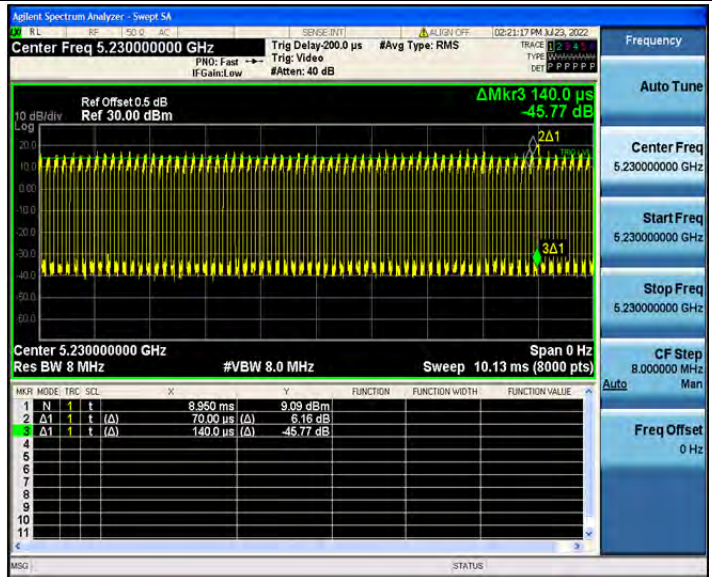 Agilent Spectrum Analyzer - Swept SA
RL RF 50 Ω AC SENSE:INT ALIGN OFF 02:21:17 PM Jul 23, 2022
Center Freq 5.230000000 GHz
PNO: Fast
IFGain:Low
Trig Delay-200.0 µs
Trig: Video
#Atten: 40 dB
#Avg Type: RMS
TRACE 1 2 3 4 5 6
TYPE
DET P P P P P P
Frequency
Auto Tune
Ref Offset 0.5 dB
10 dB/div Ref 30.00 dBm
Log
ΔMkr3 140.0 µs
-45.77 dB
20.0
10.0
0.00
-10.0
-20.0
-30.0
-40.0
-50.0
-60.0
2Δ1
TRIG LVL
3Δ1
Center 5.230000000 GHz Span 0 Hz
Res BW 8 MHz #VBW 8.0 MHz Sweep 10.13 ms (8000 pts)
MKR MODE TRC SCL X Y FUNCTION FUNCTION WIDTH FUNCTION VALUE
1 N 1 t 8.950 ms 9.09 dBm
2 Δ1 1 t (Δ) 70.00 µs (Δ) 6.16 dB
3 Δ1 1 t (Δ) 140.0 µs (Δ) -45.77 dB
4
5
6
7
8
9
10
11
Center Freq
5.230000000 GHz
Start Freq
5.230000000 GHz
Stop Freq
5.230000000 GHz
CF Step
8.000000 MHz
Auto Man
Freq Offset
0 Hz
MSG STATUS